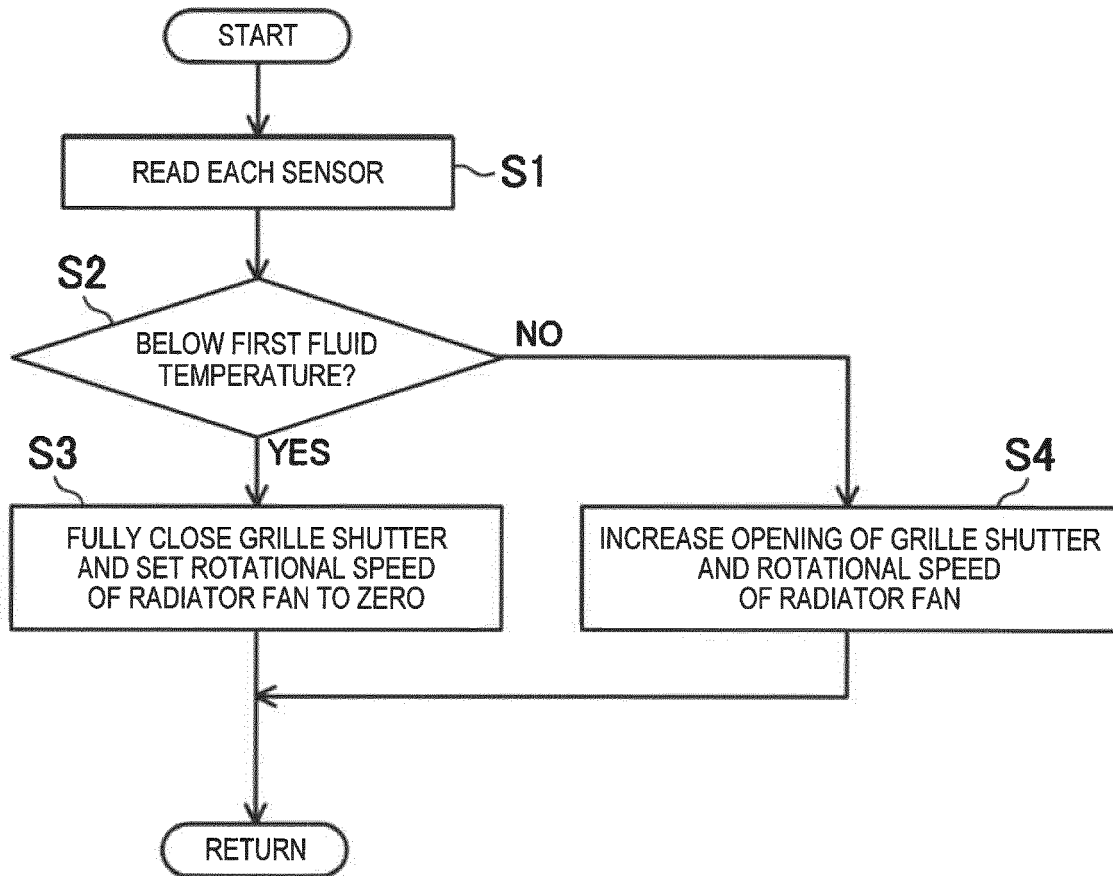 START
READ EACH SENSOR
S1
S2
BELOW FIRST FLUID
TEMPERATURE?
NO
YES
S3
FULLY CLOSE GRILLE SHUTTER
AND SET ROTATIONAL SPEED
OF RADIATOR FAN TO ZERO
S4
INCREASE OPENING OF GRILLE SHUTTER
AND ROTATIONAL SPEED
OF RADIATOR FAN
RETURN